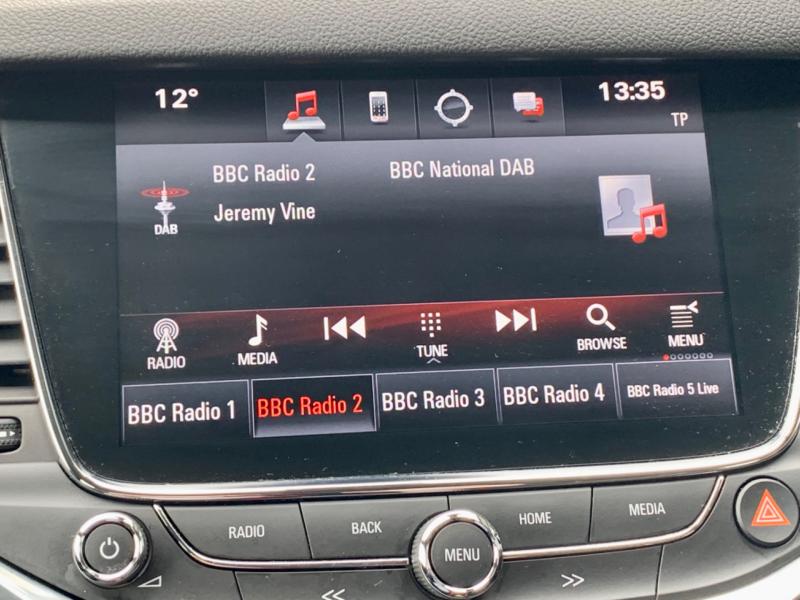 12°
13:35
TP
BBC Radio 2
BBC National DAB
Jeremy Vine
DAB
RADIO
MEDIA
TUNE
BROWSE
MENU
BBC Radio 1
BBC Radio 2
BBC Radio 3
BBC Radio 4
BBC Radio 5 Live
RADIO
BACK
MENU
HOME
MEDIA